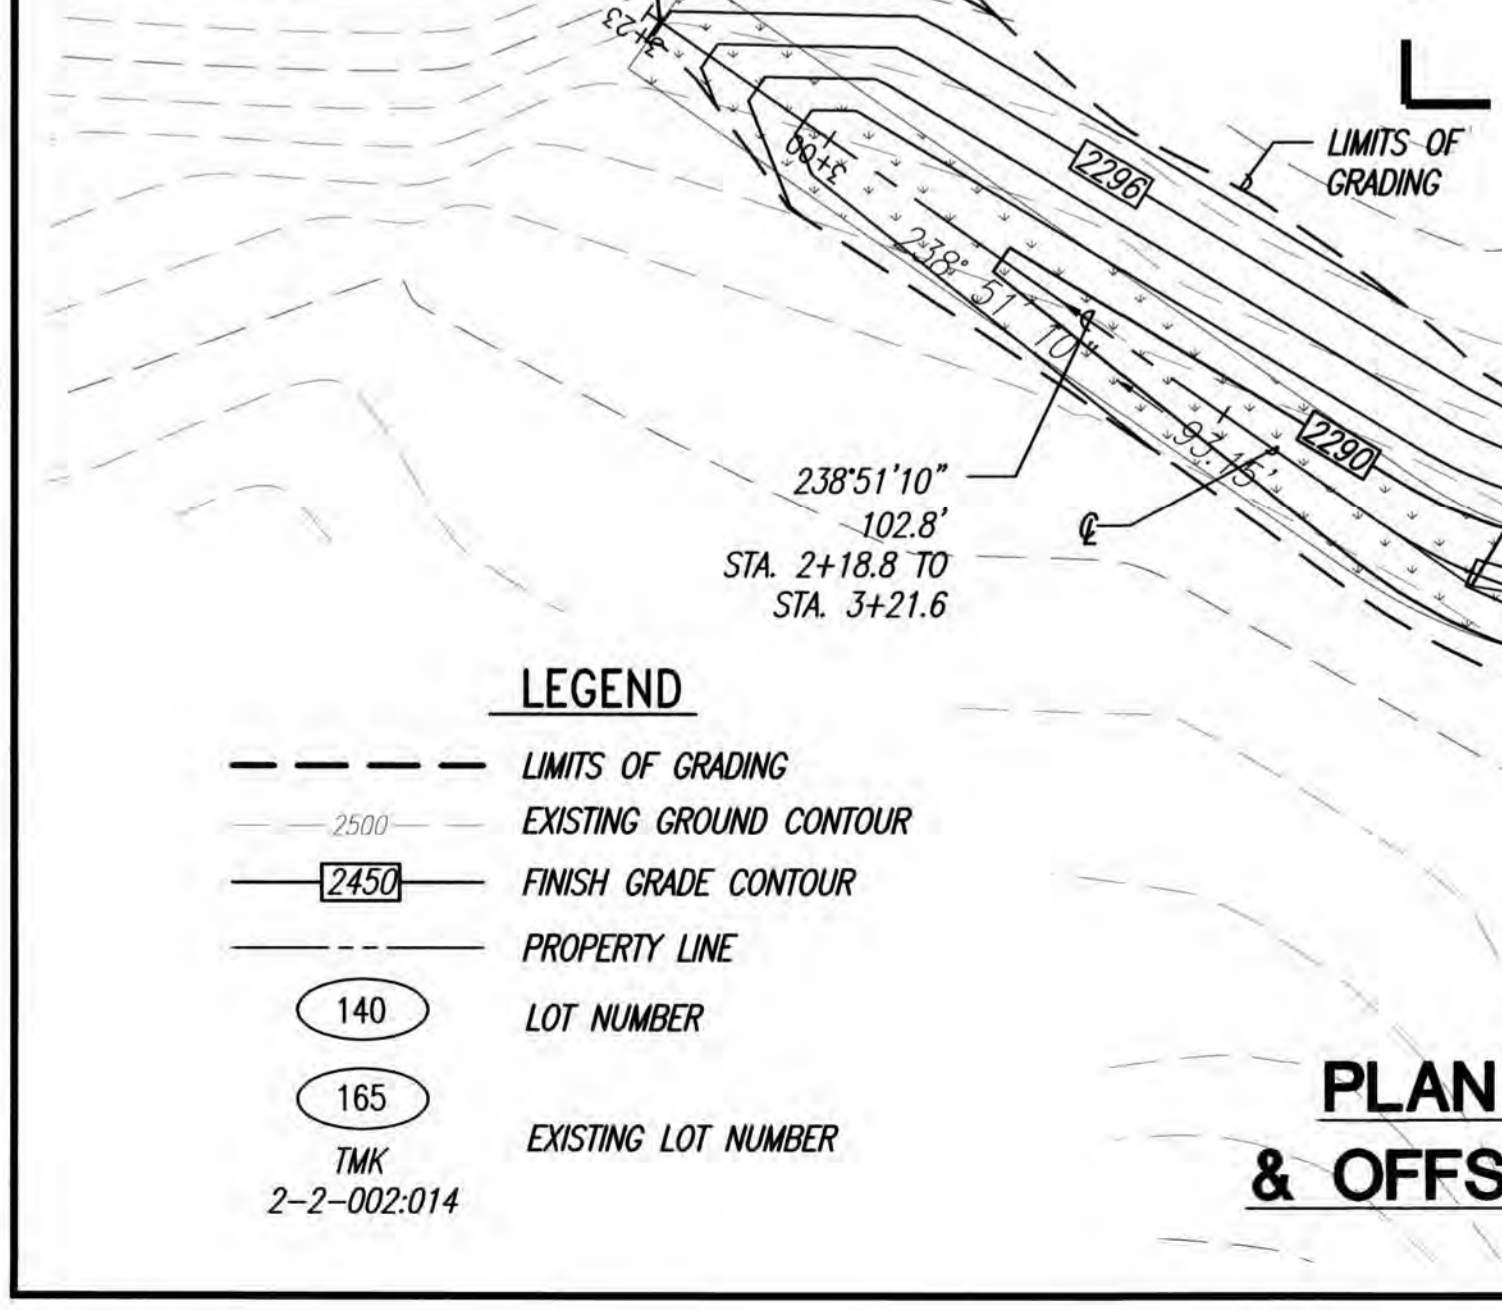 3+23
LIMITS OF
GRADING
2296
3+00
238° 51' 10"
93.15'
2290
238°51'10"
102.8'
STA. 2+18.8 TO
STA. 3+21.6
℄
LEGEND
LIMITS OF GRADING
2500 EXISTING GROUND CONTOUR
2450 FINISH GRADE CONTOUR
PROPERTY LINE
140 LOT NUMBER
165
EXISTING LOT NUMBER
TMK
2-2-002:014
PLAN
& OFFS